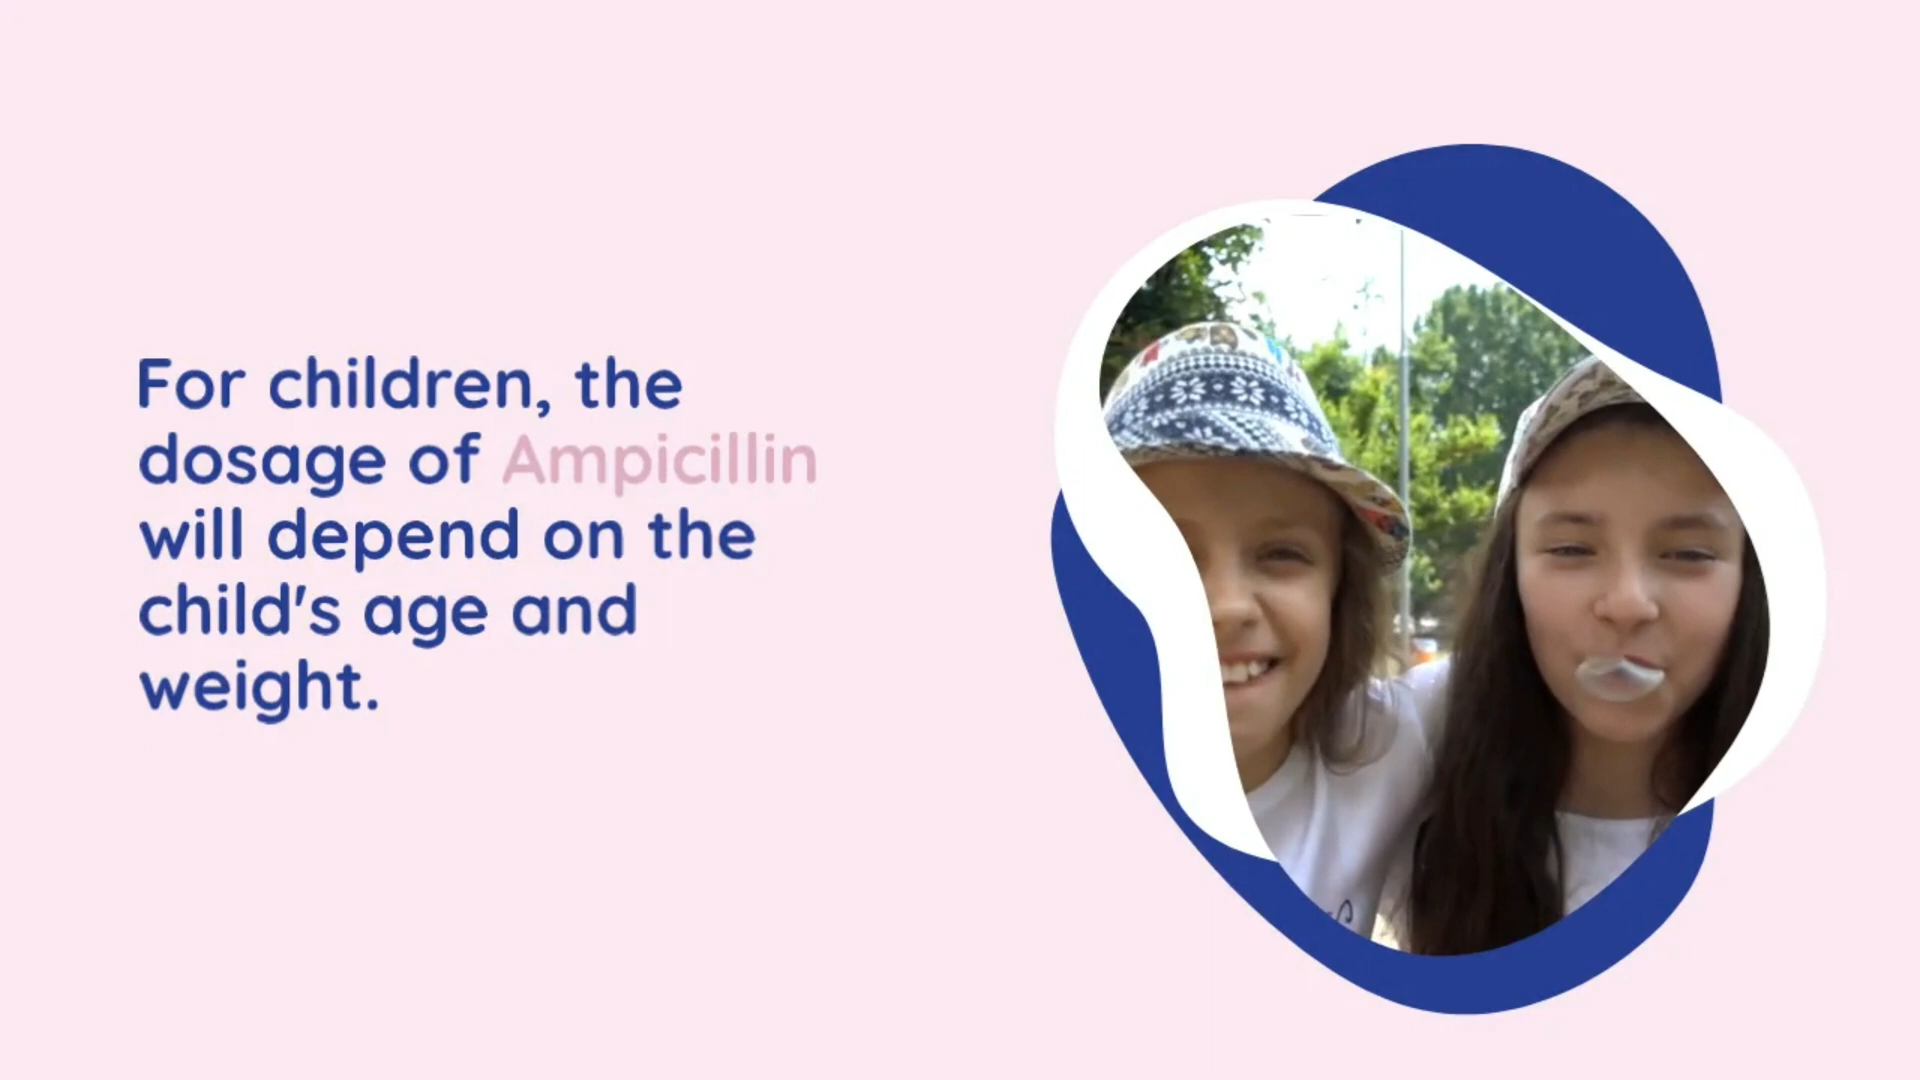 For children, the
dosage of Ampicillin
will depend on the
child's age and
weight.